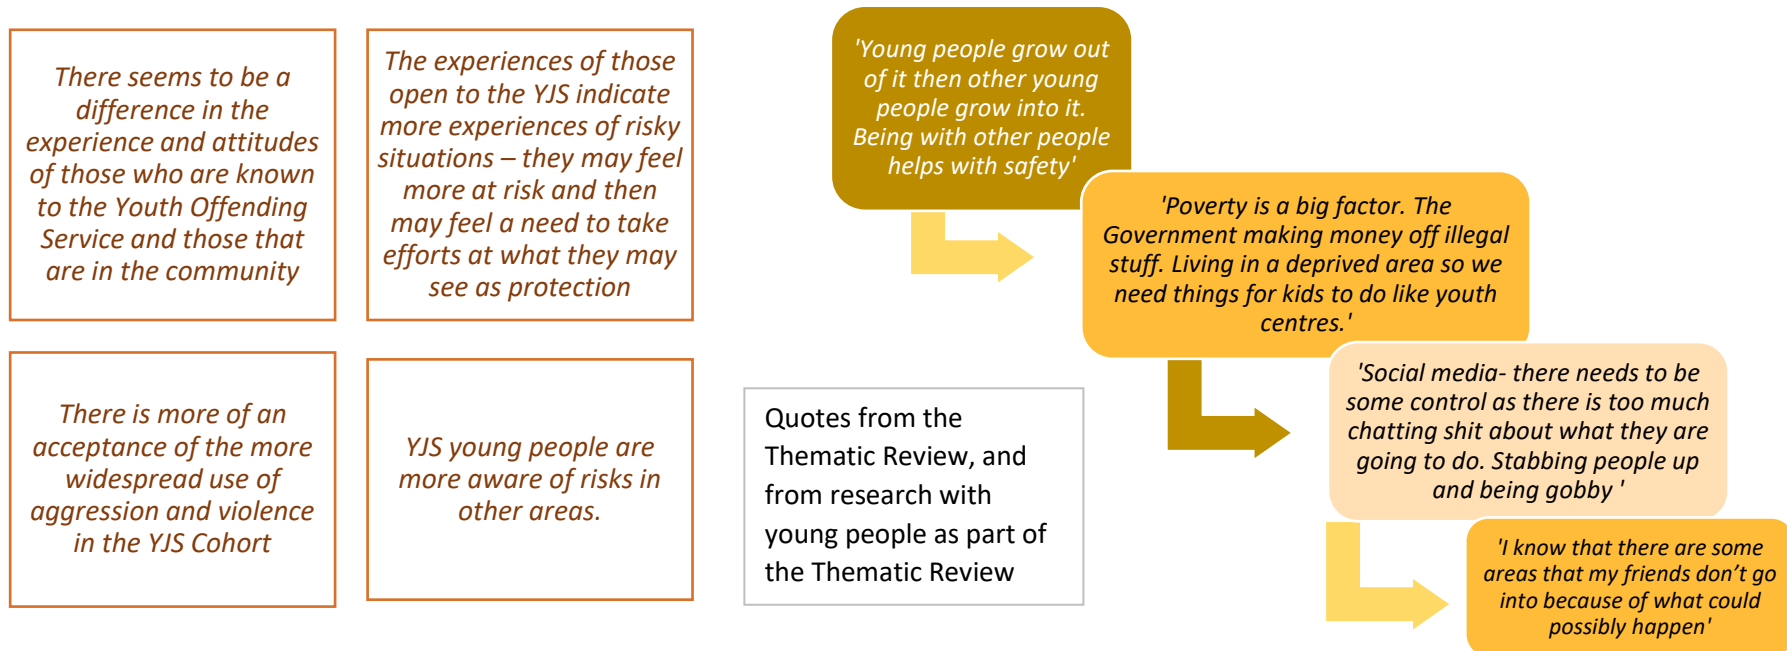 There seems to be a
difference in the
experience and attitudes
of those who are known
to the Youth Offending
Service and those that
are in the community
The experiences of those
open to the YJS indicate
more experiences of risky
situations – they may feel
more at risk and then
may feel a need to take
efforts at what they may
see as protection
There is more of an
acceptance of the more
widespread use of
aggression and violence
in the YJS Cohort
YJS young people are
more aware of risks in
other areas.
Quotes from the
Thematic Review, and
from research with
young people as part of
the Thematic Review
'Young people grow out
of it then other young
people grow into it.
Being with other people
helps with safety'
'Poverty is a big factor. The
Government making money off illegal
stuff. Living in a deprived area so we
need things for kids to do like youth
centres.'
'Social media- there needs to be
some control as there is too much
chatting shit about what they are
going to do. Stabbing people up
and being gobby '
'I know that there are some
areas that my friends don’t go
into because of what could
possibly happen'